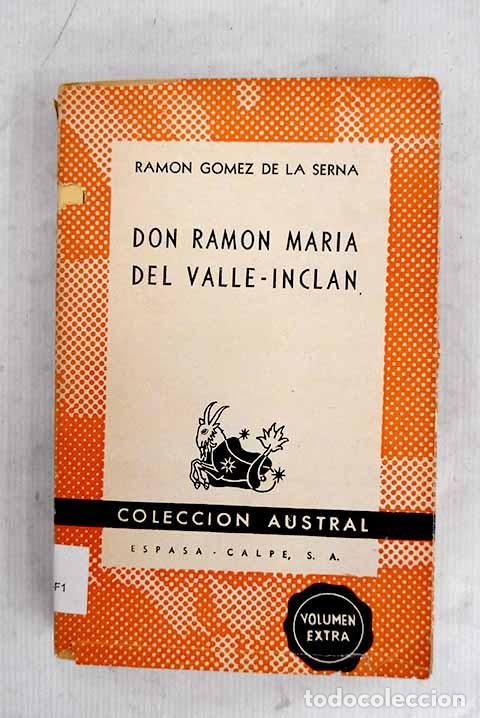 RAMON GOMEZ DE LA SERNA
DON RAMON MARIA
DEL VALLE-INCLAN
COLECCION AUSTRAL
ESPASA - CALPE, S. A.
F1
VOLUMEN
EXTRA
todocoleccion